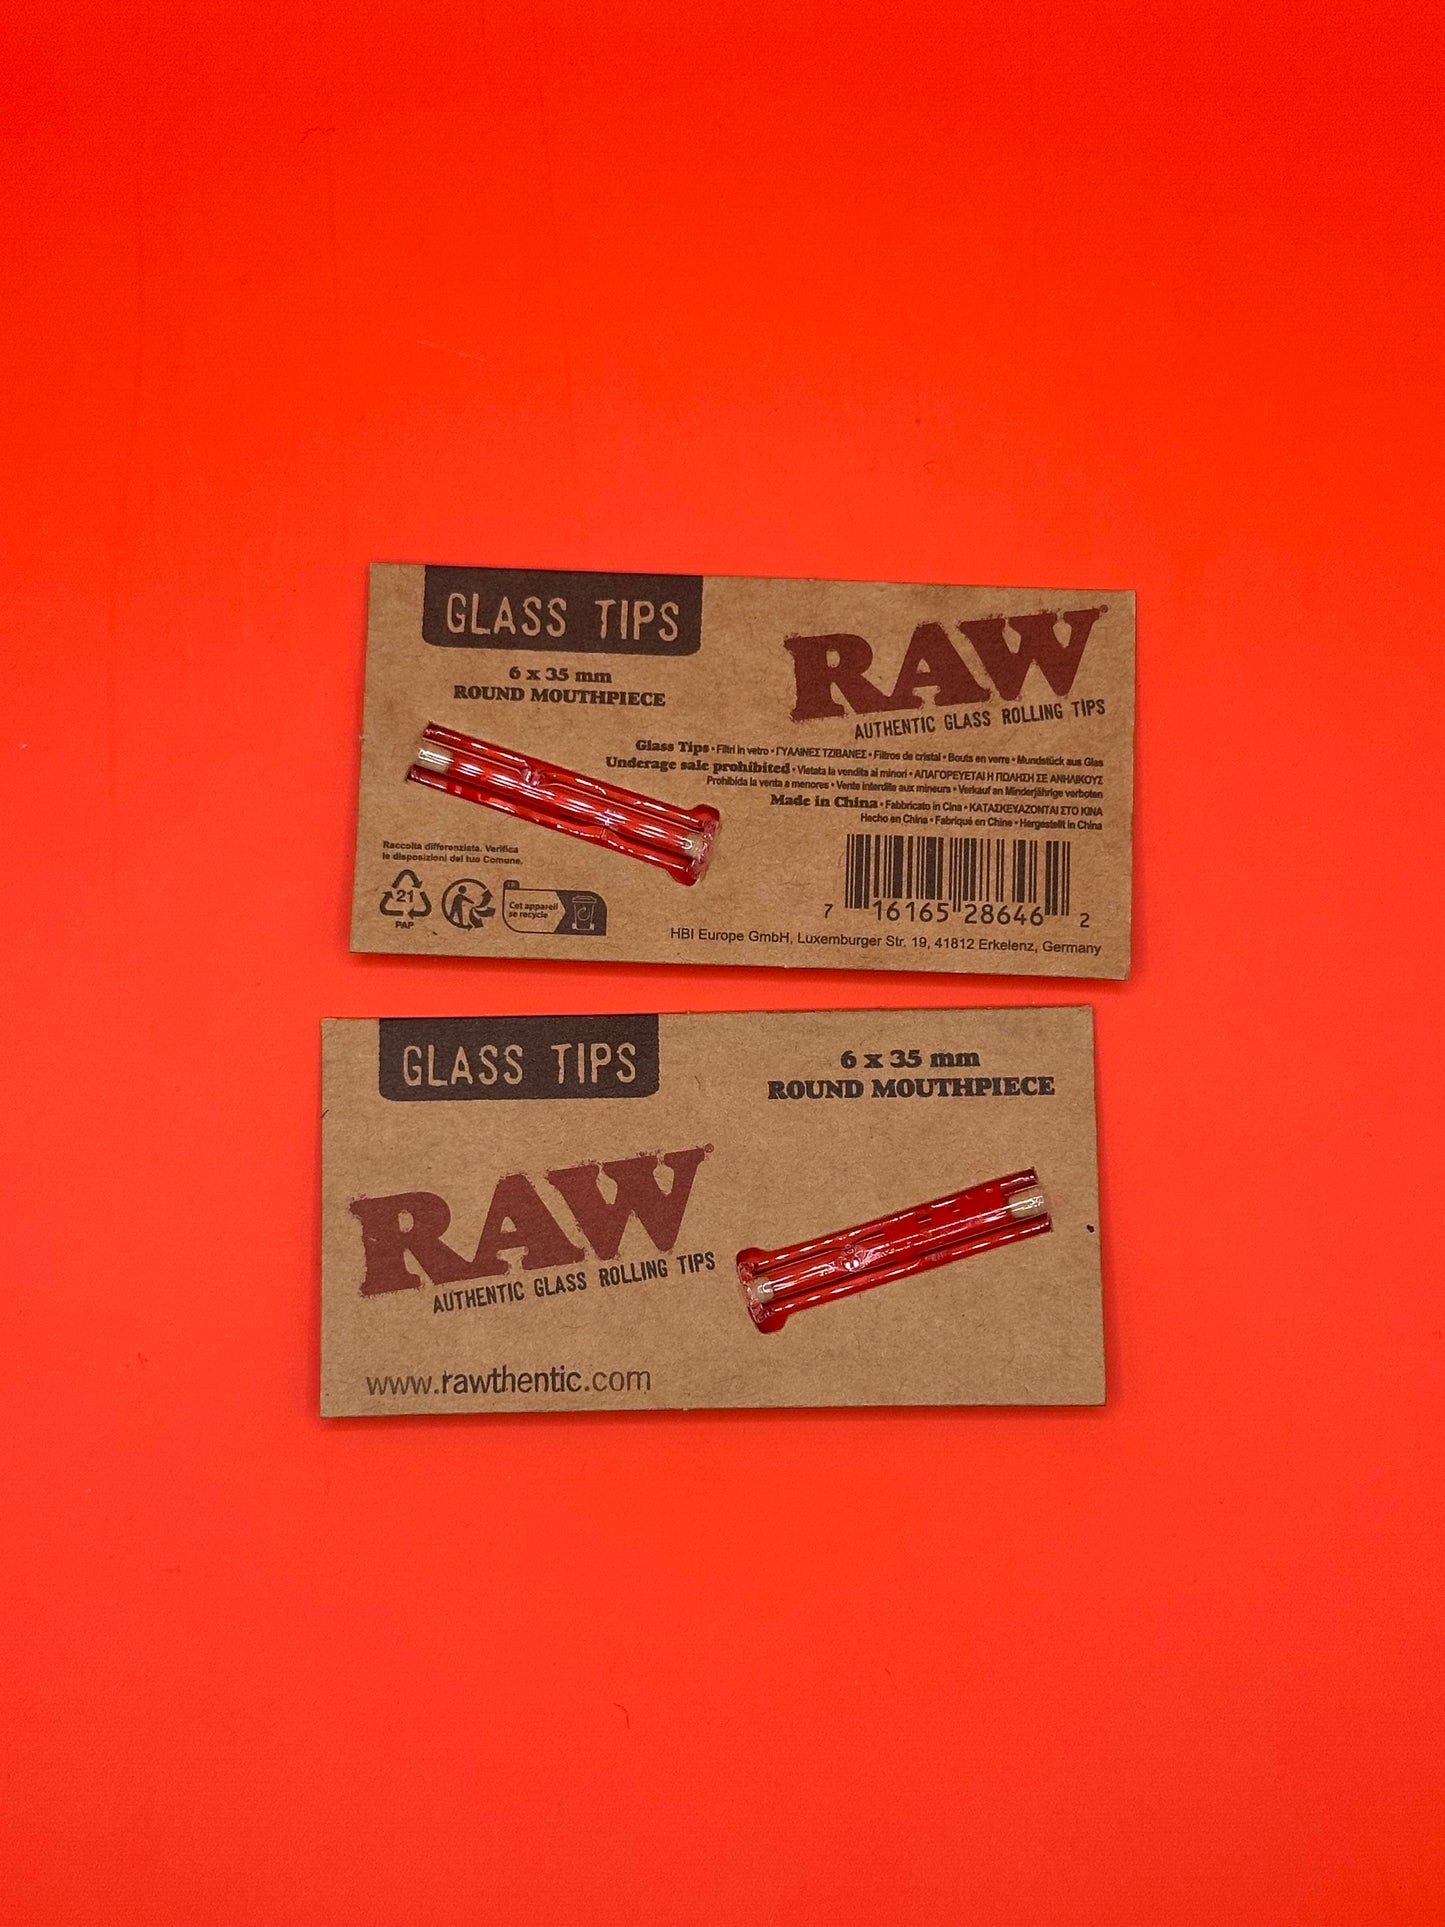 GLASS TIPS
6 x 35 mm
ROUND MOUTHPIECE
RAW®
AUTHENTIC GLASS ROLLING TIPS
Glass Tips • Filtri in vetro • ΓΥΑΛΙΝΕΣ ΤΖΙΒΑΝΕΣ • Filtros de cristal • Bouts en verre • Mundstück aus Glas
Underage sale prohibited • Vietata la vendita ai minori • ΑΠΑΓΟΡΕΥΕΤΑΙ Η ΠΩΛΗΣΗ ΣΕ ΑΝΗΛΙΚΟΥΣ
Prohibida la venta a menores • Vente interdite aux mineurs • Verkauf an Minderjährige verboten
Made in China • Fabbricato in Cina • ΚΑΤΑΣΚΕΥΑΖΟΝΤΑΙ ΣΤΟ ΚΙΝΑ
Hecho en China • Fabriqué en Chine • Hergestellt in China
Raccolta differenziata. Verifica
le disposizioni del tuo Comune.
21
PAP
Cet appareil
se recycle
7 16165 28646 2
HBI Europe GmbH, Luxemburger Str. 19, 41812 Erkelenz, Germany
GLASS TIPS
6 x 35 mm
ROUND MOUTHPIECE
RAW®
AUTHENTIC GLASS ROLLING TIPS
www.rawthentic.com